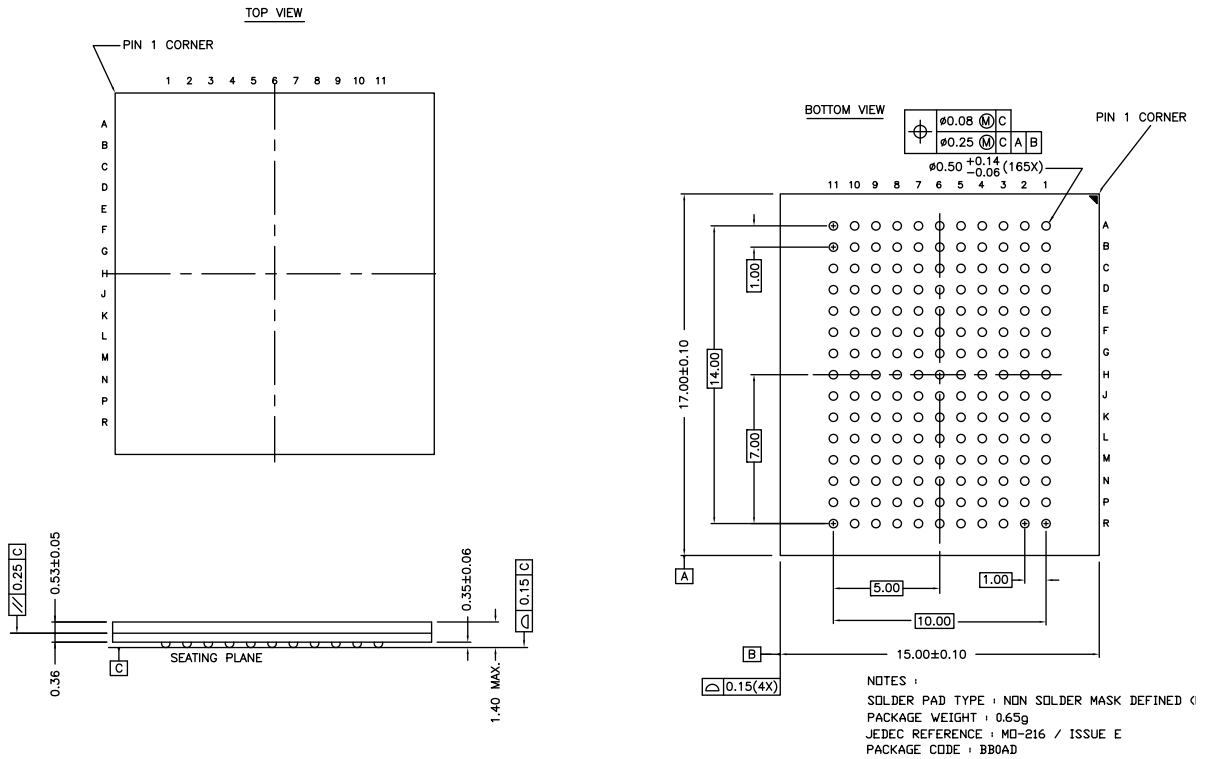 TOP VIEW
PIN 1 CORNER
1 2 3 4 5 6 7 8 9 10 11
A
B
C
D
E
F
G
H
J
K
L
M
N
P
R
BOTTOM VIEW
ø0.08 Ⓜ C
ø0.25 Ⓜ C A B
PIN 1 CORNER
ø0.50 +0.14 -0.06 (165X)
11 10 9 8 7 6 5 4 3 2 1
A
B
C
D
E
F
G
H
J
K
L
M
N
P
R
1.00
14.00
17.00±0.10
7.00
A
5.00
1.00
10.00
B
15.00±0.10
0.15(4X)
0.25 C
0.53±0.05
0.36
C
SEATING PLANE
0.35±0.06
0.15 C
1.40 MAX.
NOTES :
SOLDER PAD TYPE : NON SOLDER MASK DEFINED (
PACKAGE WEIGHT : 0.65g
JEDEC REFERENCE : MO-216 / ISSUE E
PACKAGE CODE : BB0AD